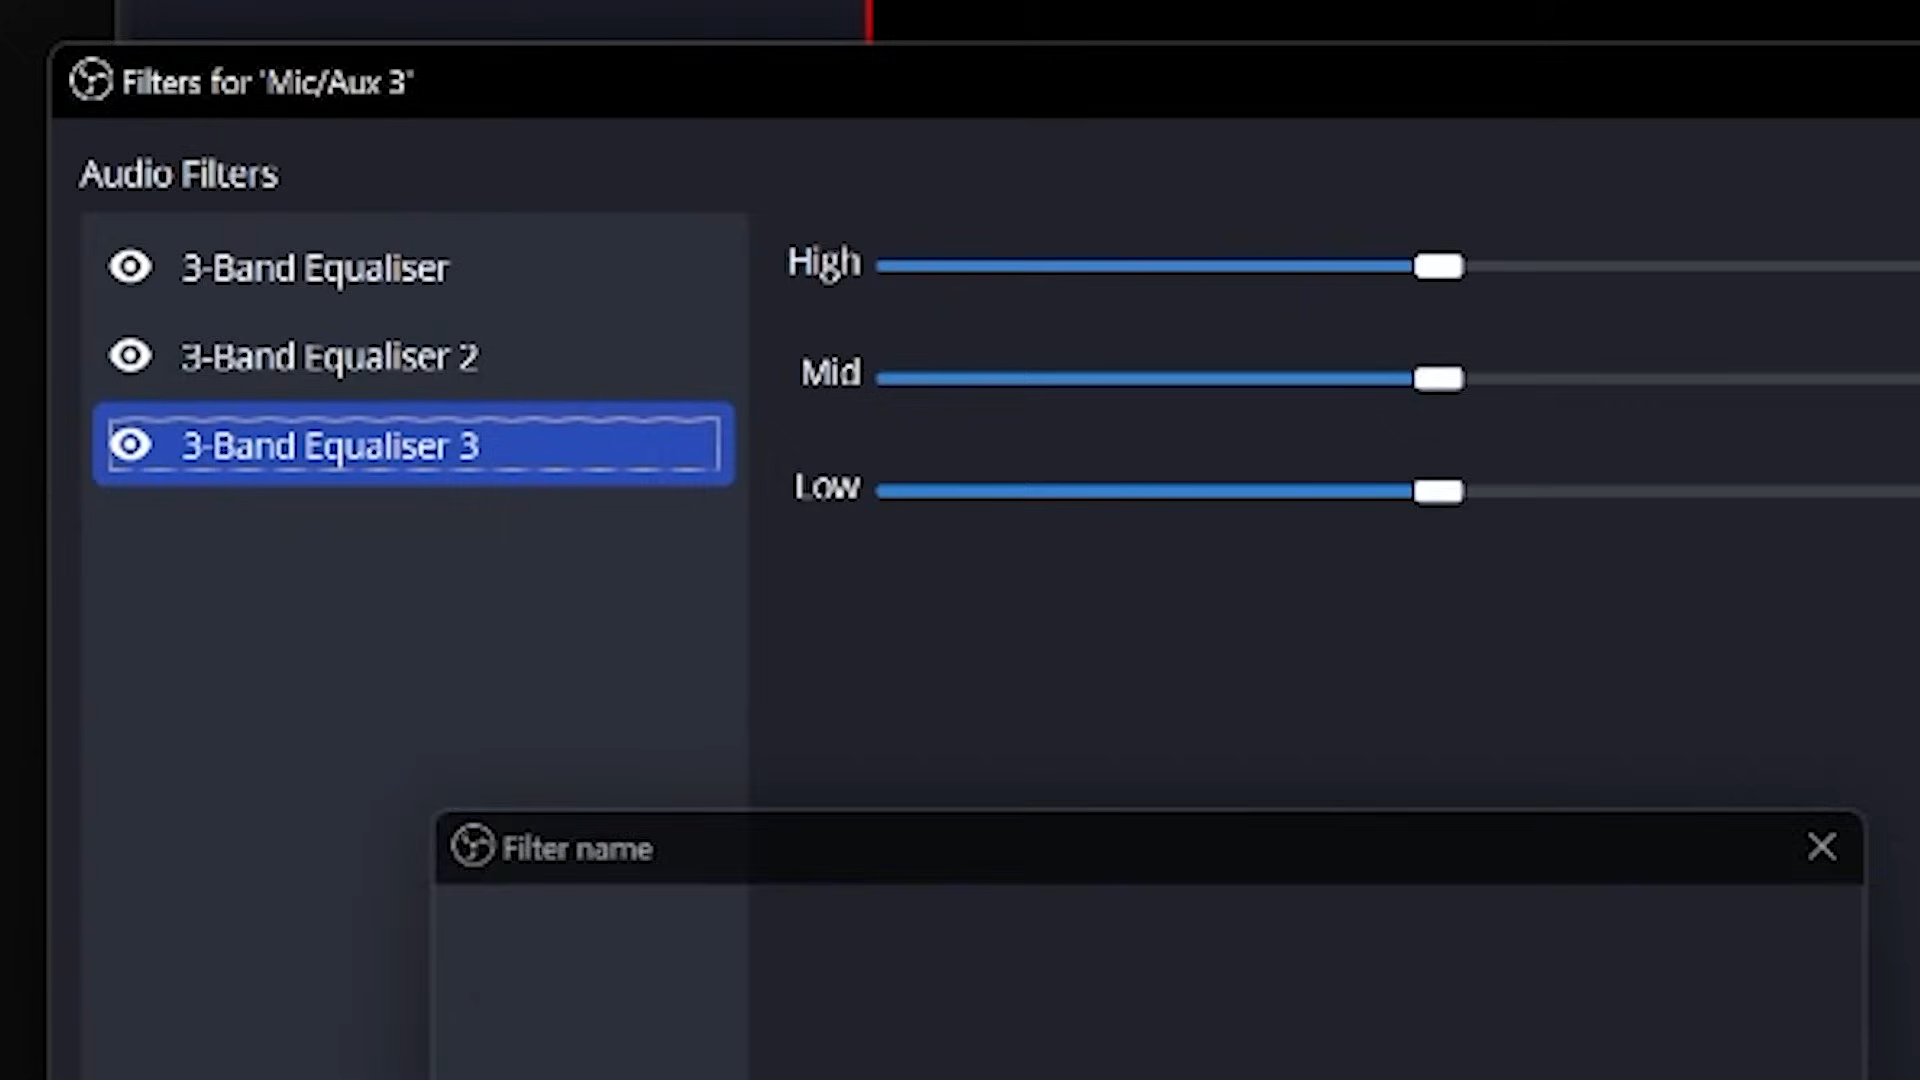 Filters for 'Mic/Aux 3'
Audio Filters
3-Band Equaliser
3-Band Equaliser 2
3-Band Equaliser 3
High
Mid
Low
Filter name